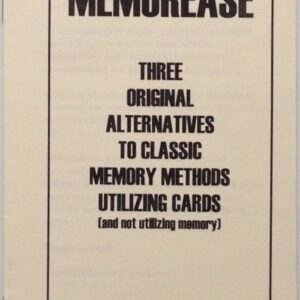 MEMOREASE
THREE
ORIGINAL
ALTERNATIVES
TO CLASSIC
MEMORY METHODS
UTILIZING CARDS
(and not utilizing memory)